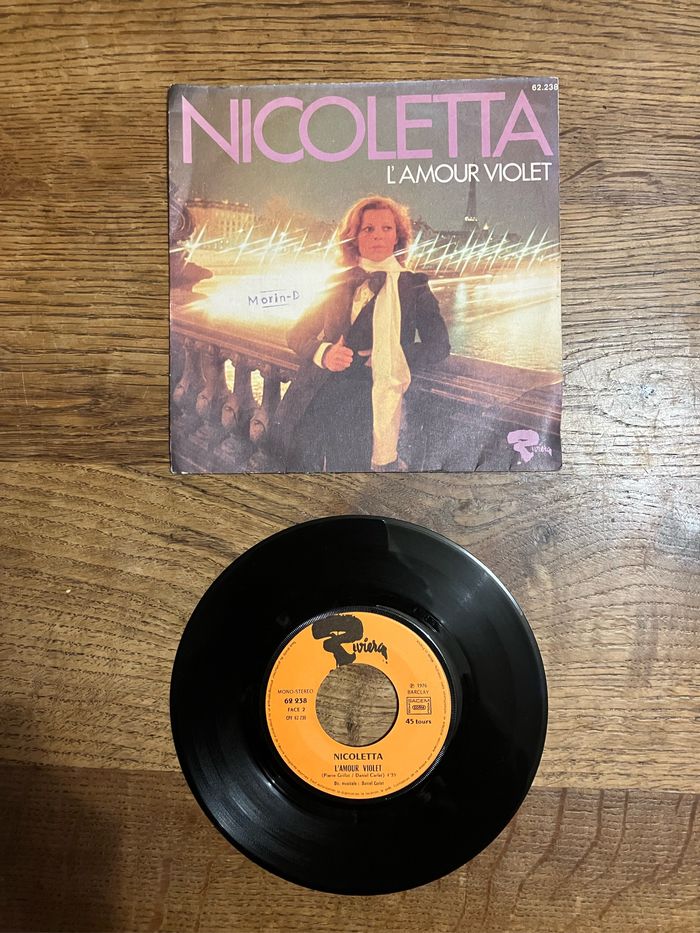 62.238
NICOLETTA
L'AMOUR VIOLET
Morin-D
Riviera
Riviera
MONO-STEREO
62 238
FACE 2
℗ 1976
BARCLAY
SACEM
45 tours
NICOLETTA
L'AMOUR VIOLET